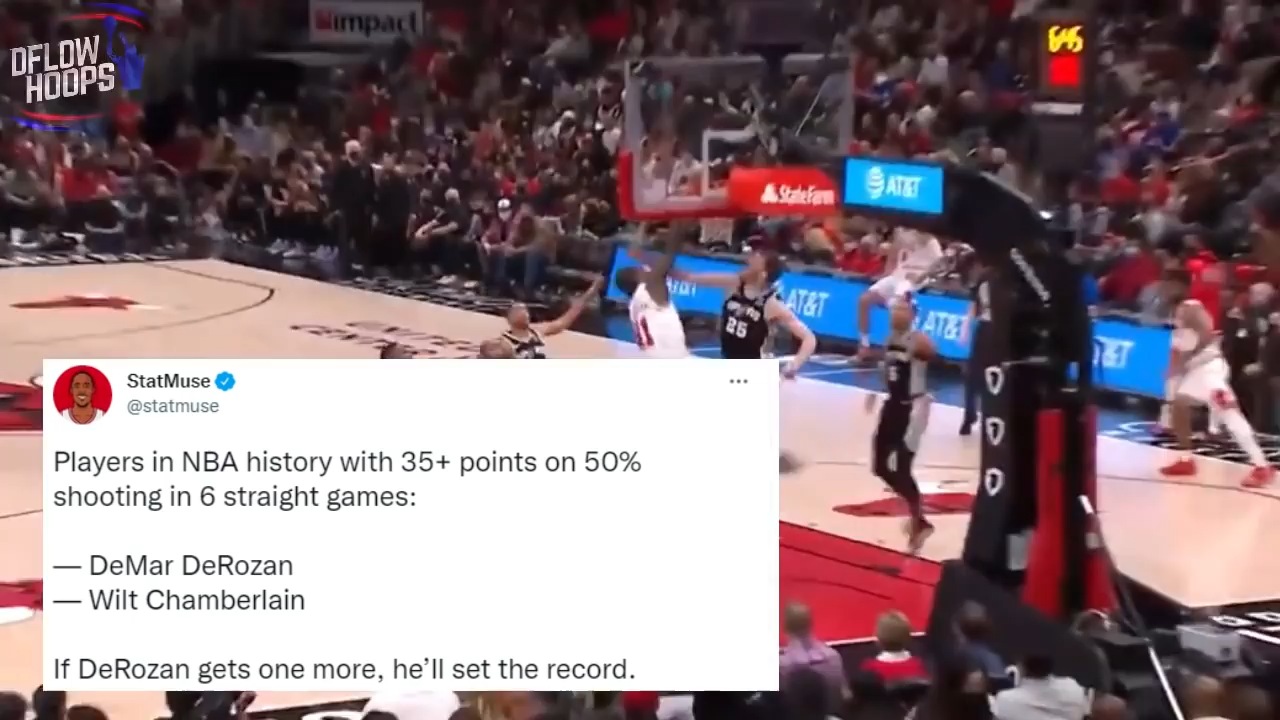 DFLOW
HOOPS
impact
StateFarm
AT&T
AT&T
AT&T
26
StatMuse
@statmuse
Players in NBA history with 35+ points on 50%
shooting in 6 straight games:
— DeMar DeRozan
— Wilt Chamberlain
If DeRozan gets one more, he’ll set the record.